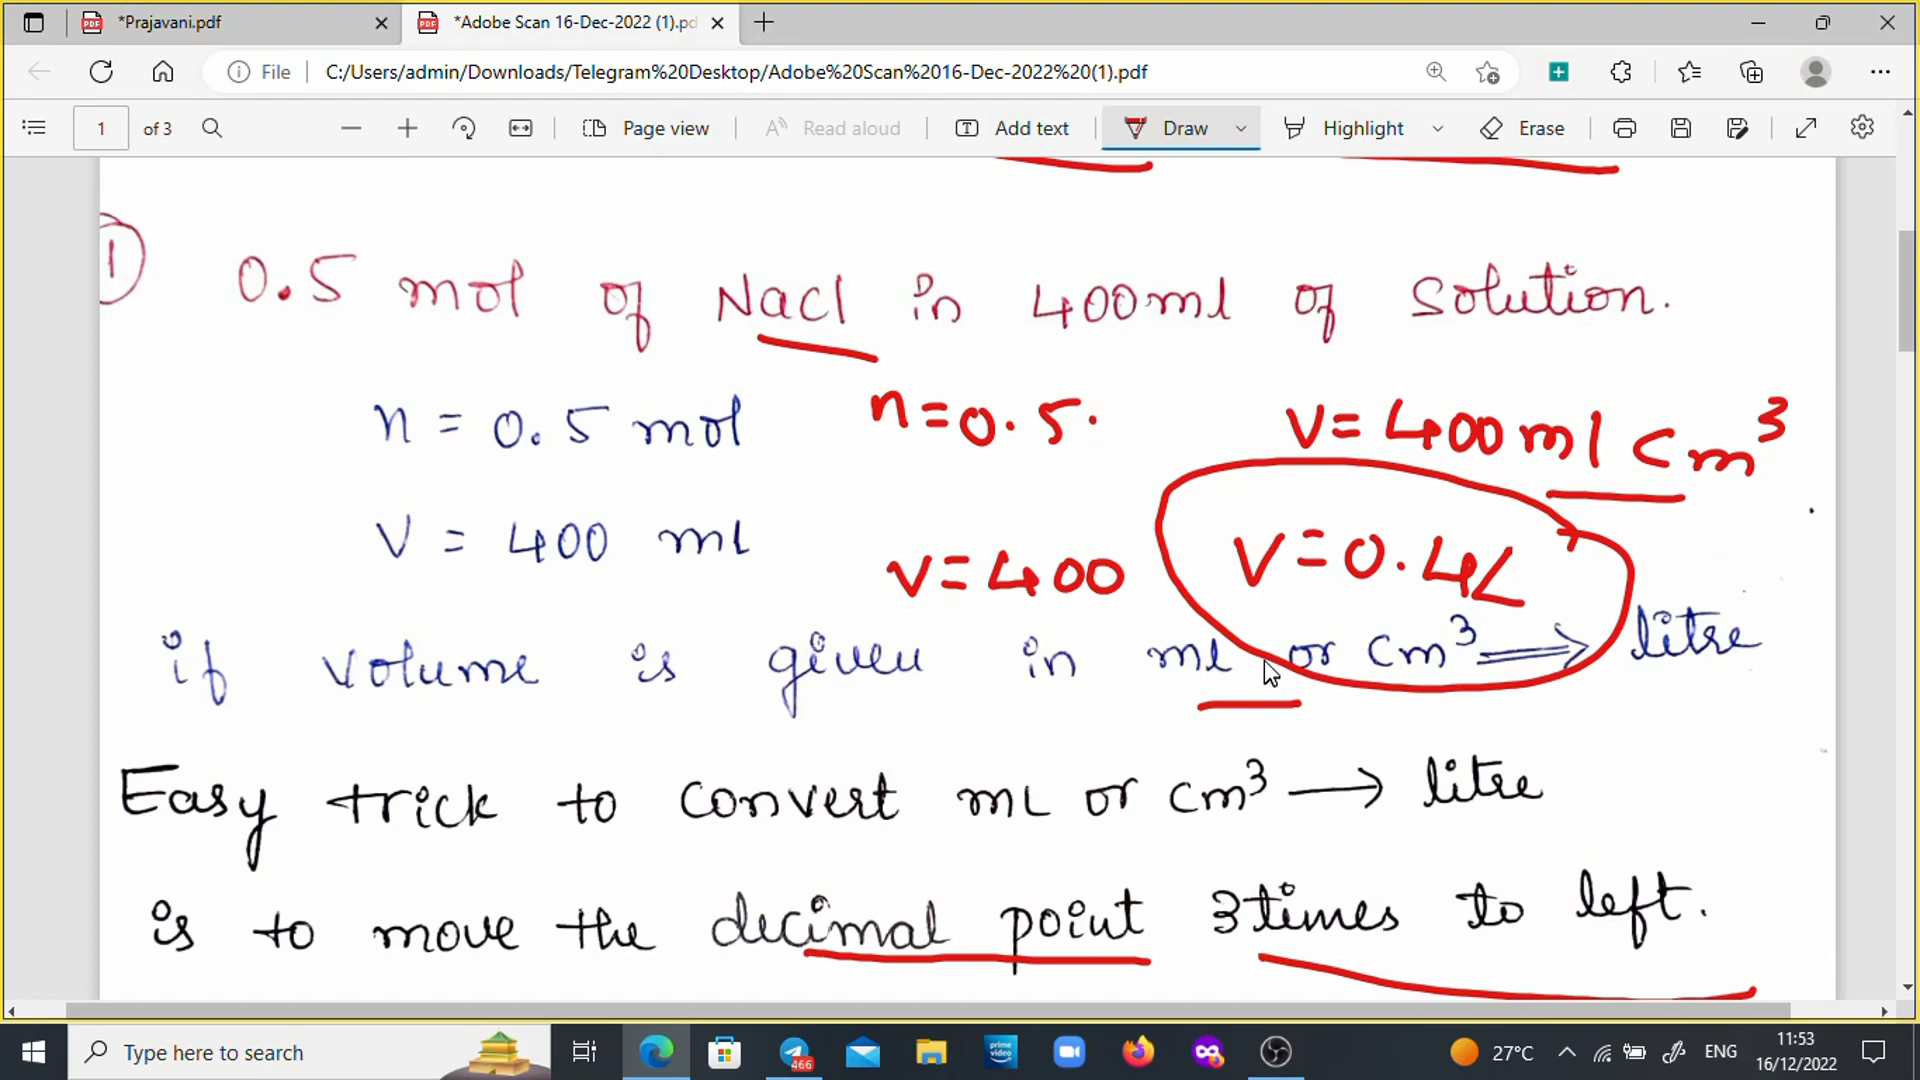 *Prajavani.pdf
*Adobe Scan 16-Dec-2022 (1).pd
File C:/Users/admin/Downloads/Telegram%20Desktop/Adobe%20Scan%2016-Dec-2022%20(1).pdf
1 of 3 Page view Read aloud Add text Draw Highlight Erase
1 0.5 mol of Nacl in 400ml of solution.
n = 0.5 mol n=0.5. V=400ml cm³
V = 400 mL V=400 V=0.4L
if volume is given in mL or cm³ ⟹ litre
Easy trick to convert mL or cm³ ⟶ litre
is to move the decimal point 3times to left.
Type here to search 466 prime video 27°C ENG 11:53
16/12/2022